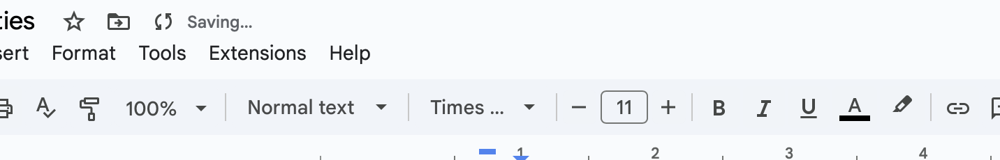 ties Saving...
sert Format Tools Extensions Help
100% Normal text Times ... 11 B I U A
1 2 3 4